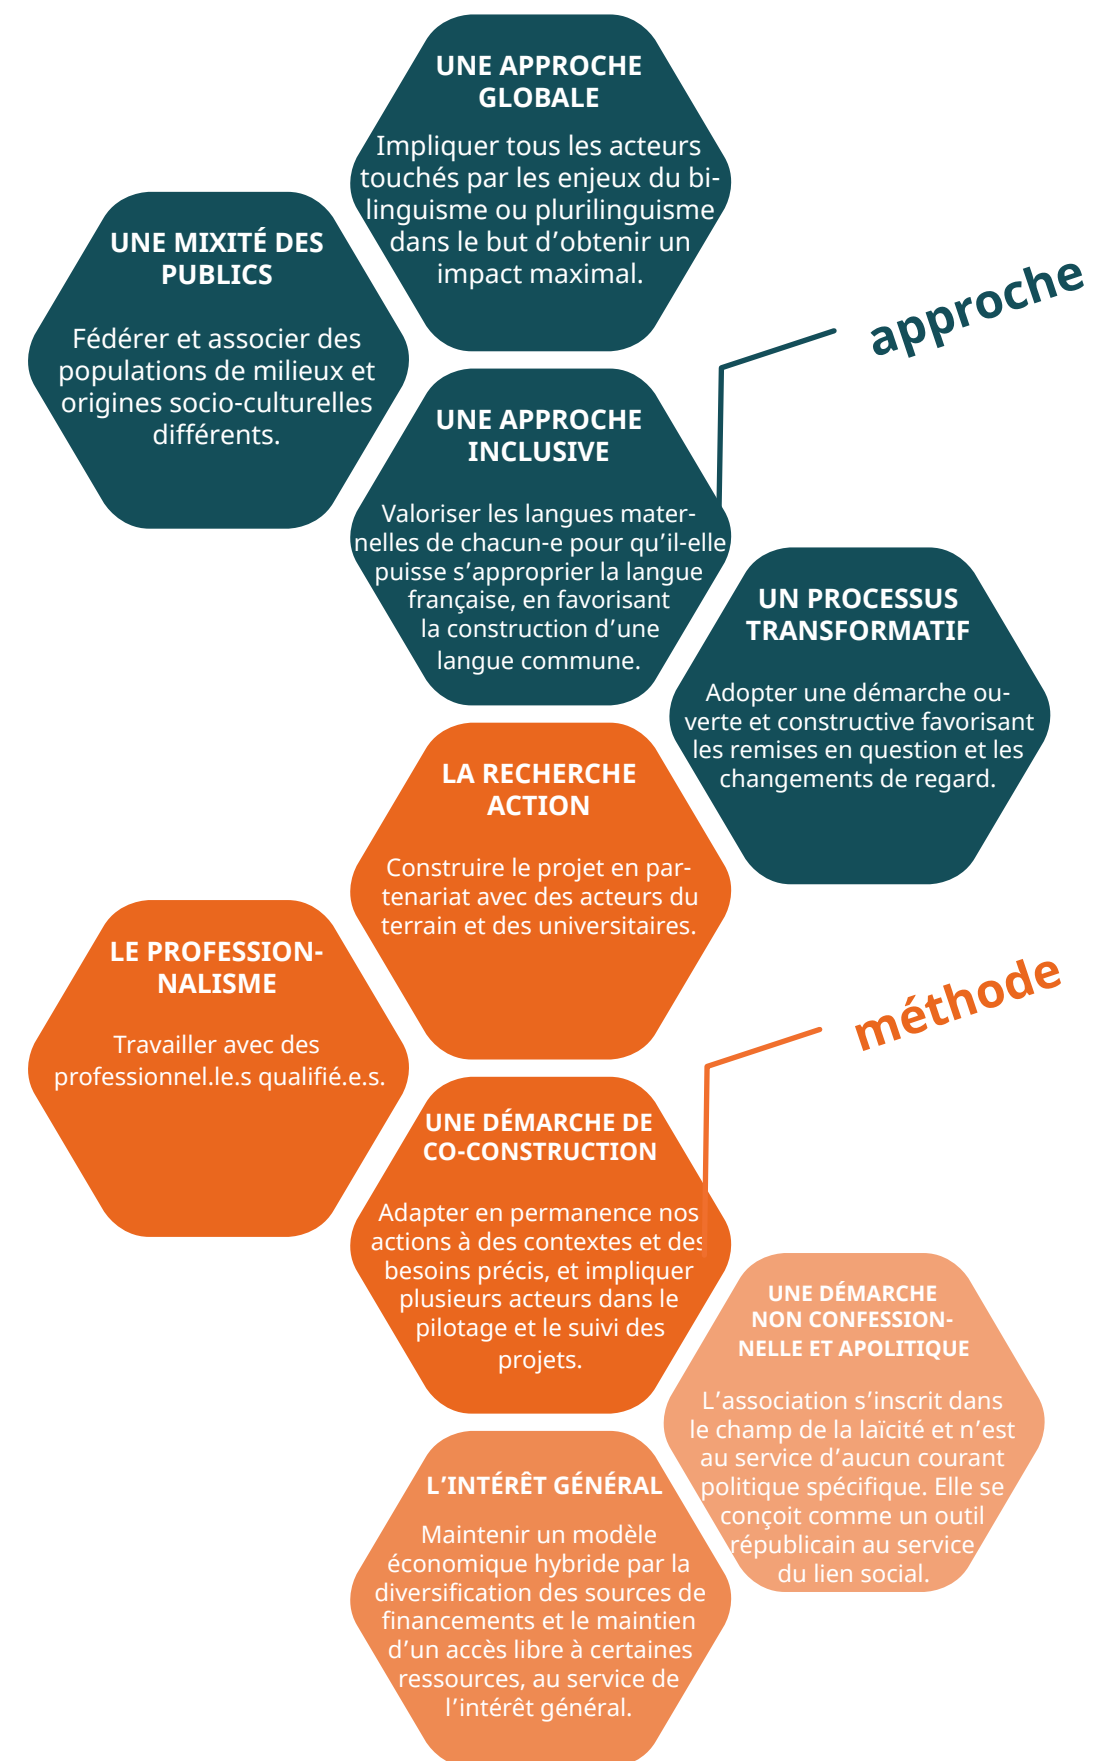 UNE APPROCHE
GLOBALE
Impliquer tous les acteurs
touchés par les enjeux du bi-
linguisme ou plurilinguisme
dans le but d’obtenir un
impact maximal.
UNE MIXITÉ DES
PUBLICS
Fédérer et associer des
populations de milieux et
origines socio-culturelles
différents.
approche
UNE APPROCHE
INCLUSIVE
Valoriser les langues mater-
nelles de chacun-e pour qu’il-elle
puisse s’approprier la langue
française, en favorisant
la construction d’une
langue commune.
UN PROCESSUS
TRANSFORMATIF
Adopter une démarche ou-
verte et constructive favorisant
les remises en question et les
changements de regard.
LA RECHERCHE
ACTION
Construire le projet en par-
tenariat avec des acteurs du
terrain et des universitaires.
LE PROFESSION-
NALISME
Travailler avec des
professionnel.le.s qualifié.e.s.
méthode
UNE DÉMARCHE DE
CO-CONSTRUCTION
Adapter en permanence nos
actions à des contextes et des
besoins précis, et impliquer
plusieurs acteurs dans le
pilotage et le suivi des
projets.
UNE DÉMARCHE
NON CONFESSION-
NELLE ET APOLITIQUE
L’association s’inscrit dans
le champ de la laïcité et n’est
au service d’aucun courant
politique spécifique. Elle se
conçoit comme un outil
républicain au service
du lien social.
L’INTÉRÊT GÉNÉRAL
Maintenir un modèle
économique hybride par la
diversification des sources de
financements et le maintien
d’un accès libre à certaines
ressources, au service de
l’intérêt général.